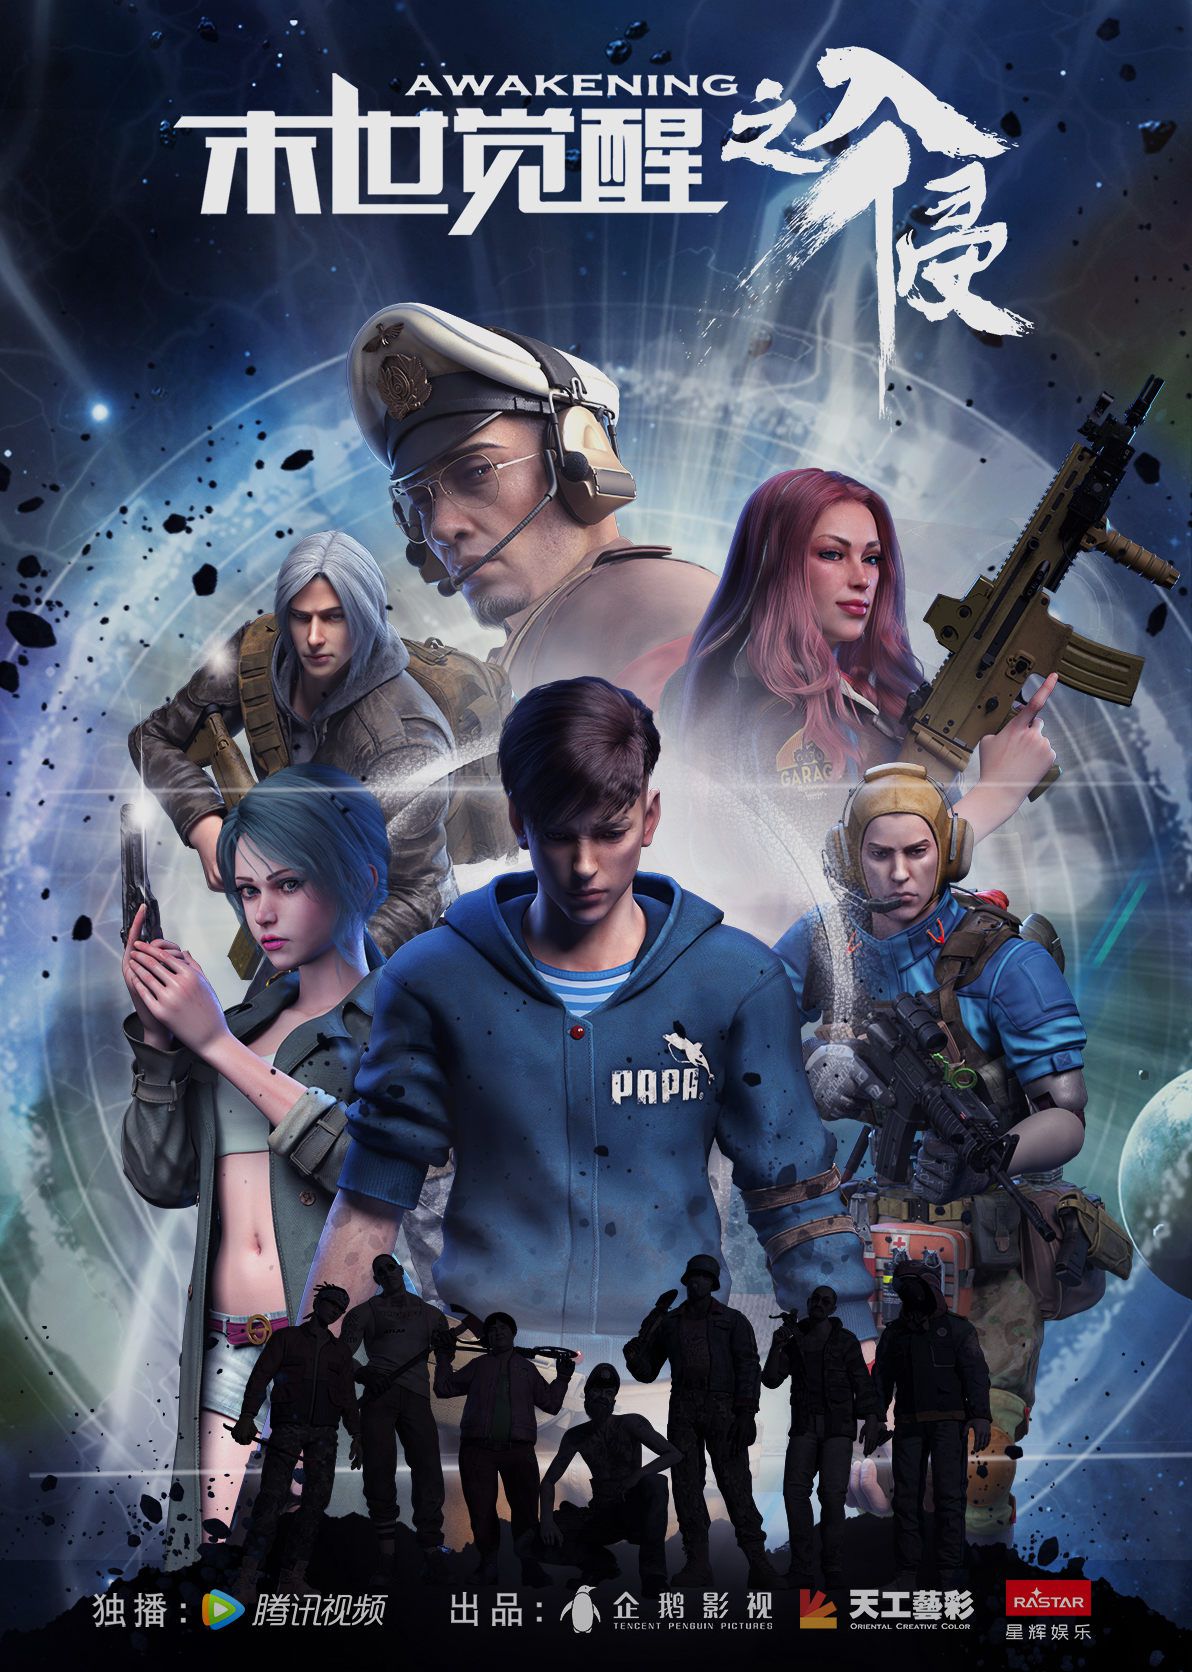 AWAKENING
末世觉醒之入侵
GARAG
PAPA
独播：腾讯视频 出品：企鹅影视 天工藝彩 RASTAR
TENCENT PENGUIN PICTURES ORIENTAL CREATIVE COLOR 星辉娱乐